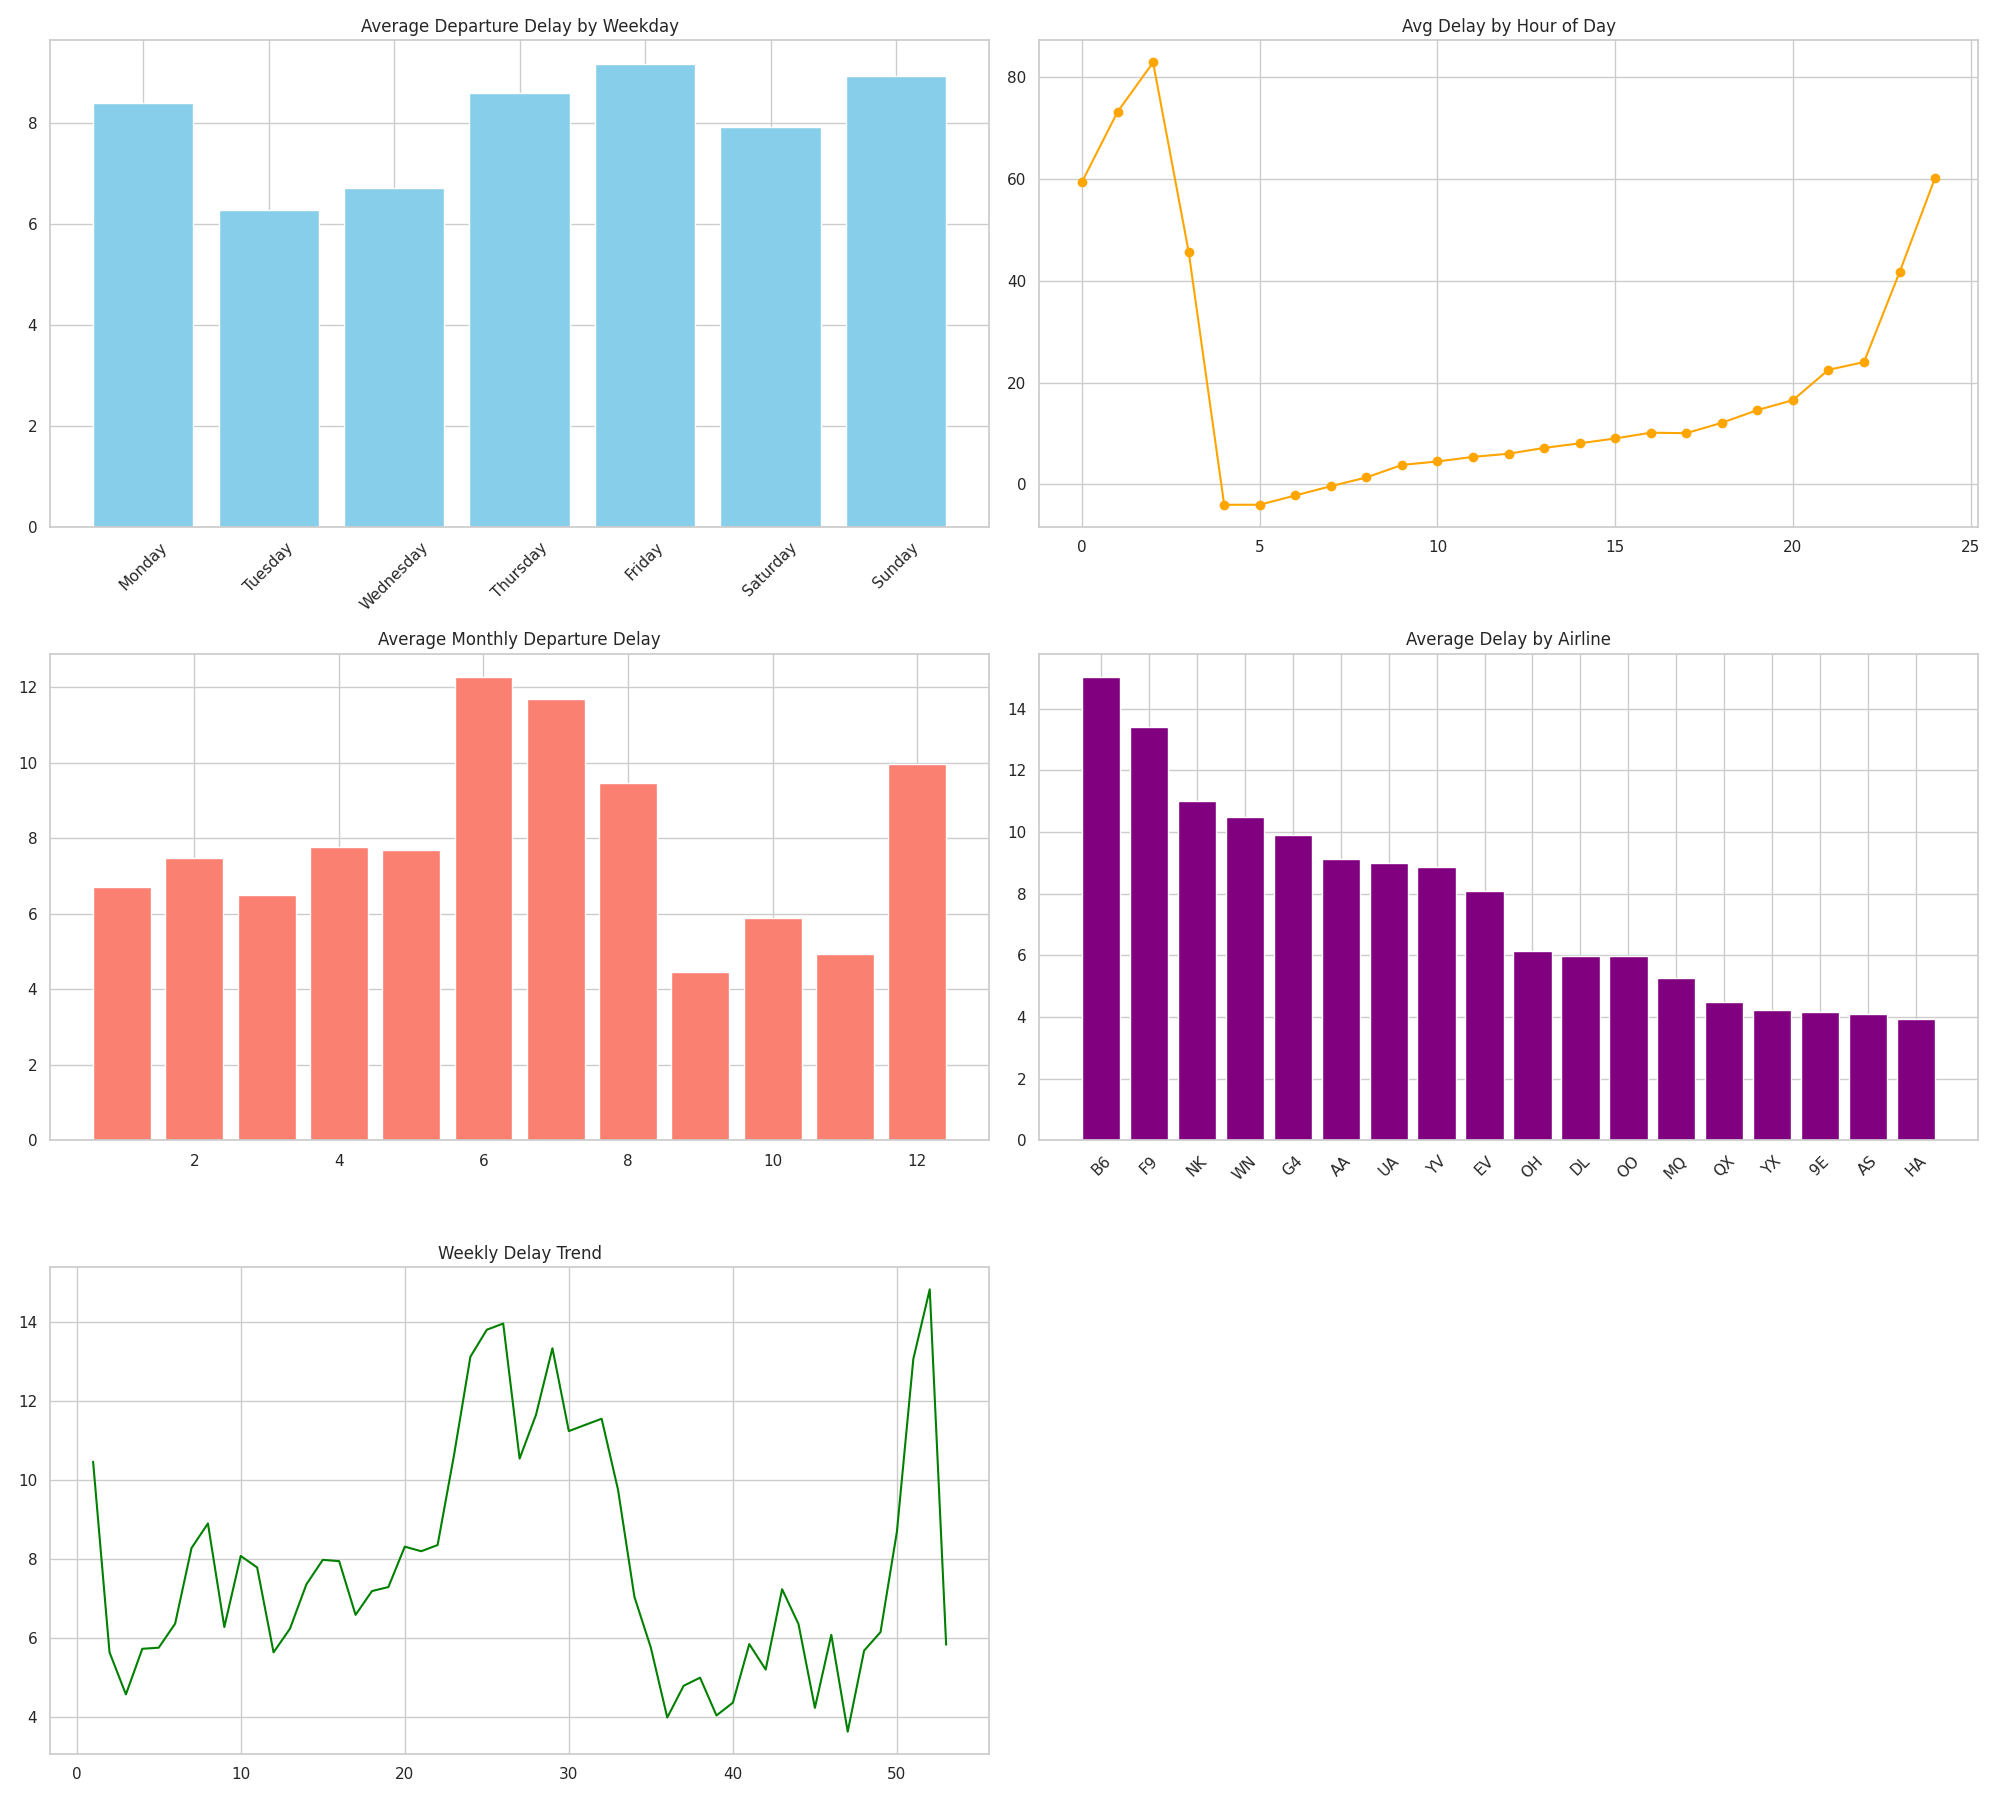 Average Departure Delay by Weekday
8
6
4
2
0
Monday
Tuesday
Wednesday
Thursday
Friday
Saturday
Sunday
Avg Delay by Hour of Day
80
60
40
20
0
0 5 10 15 20 25
Average Monthly Departure Delay
12
10
8
6
4
2
0
2 4 6 8 10 12
Average Delay by Airline
14
12
10
8
6
4
2
0
B6
F9
NK
WN
G4
AA
UA
YV
EV
OH
DL
OO
MQ
QX
YX
9E
AS
HA
Weekly Delay Trend
14
12
10
8
6
4
0 10 20 30 40 50